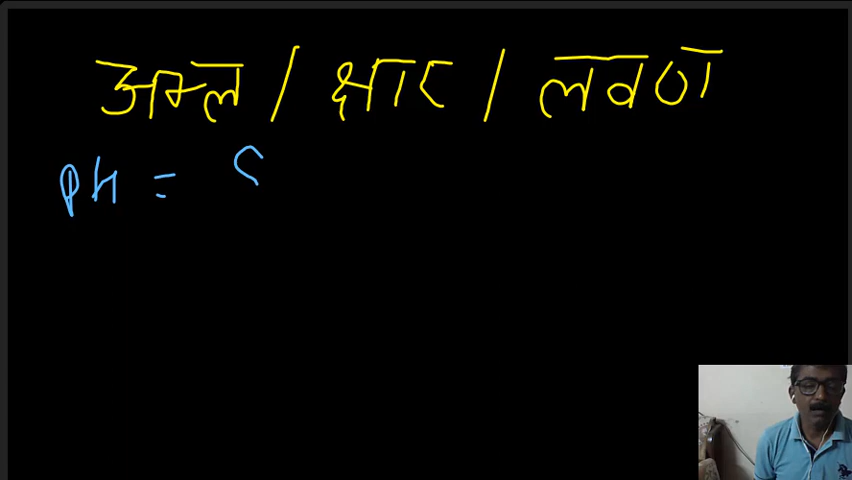 अम्ल / क्षार / लवण
PH =